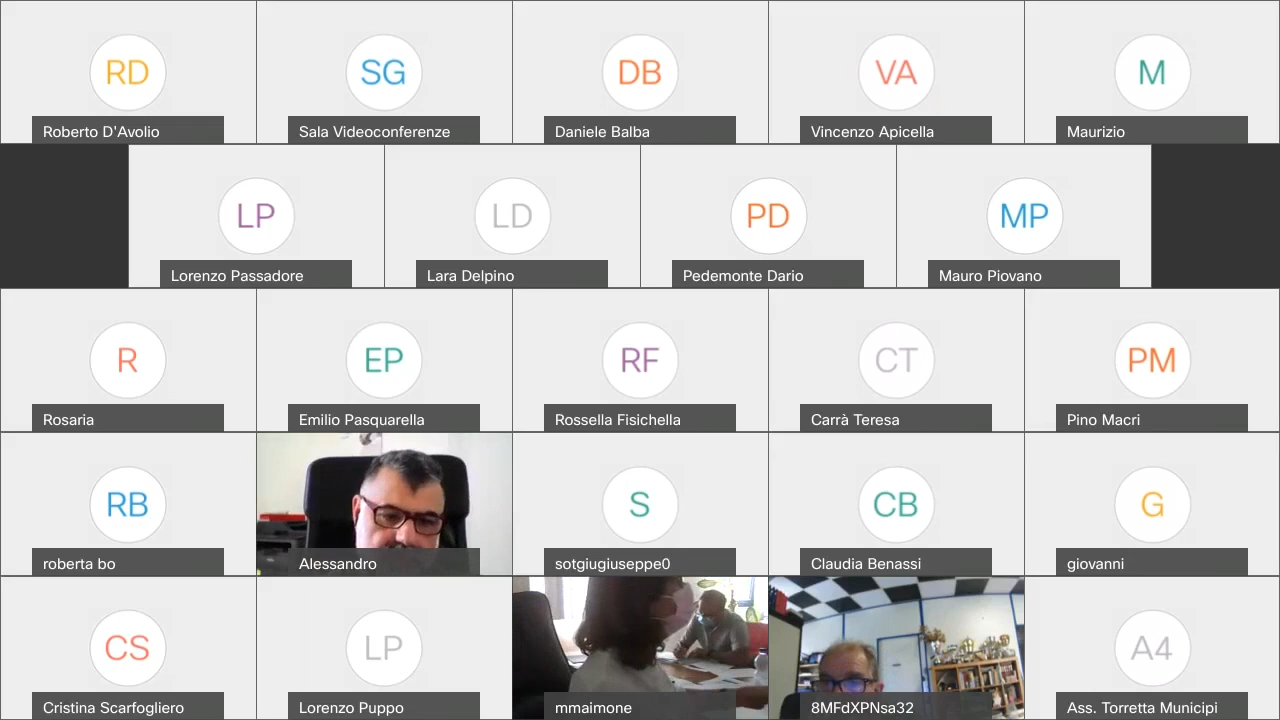 RD
SG
DB
VA
M
Roberto D'Avolio
Sala Videoconferenze
Daniele Balba
Vincenzo Apicella
Maurizio
LP
LD
PD
MP
Lorenzo Passadore
Lara Delpino
Pedemonte Dario
Mauro Piovano
R
EP
RF
CT
PM
Rosaria
Emilio Pasquarella
Rossella Fisichella
Carrà Teresa
Pino Macri
RB
S
CB
G
roberta bo
Alessandro
sotgiugiuseppe0
Claudia Benassi
giovanni
CS
LP
A4
Cristina Scarfogliero
Lorenzo Puppo
mmaimone
8MFdXPNsa32
Ass. Torretta Municipi